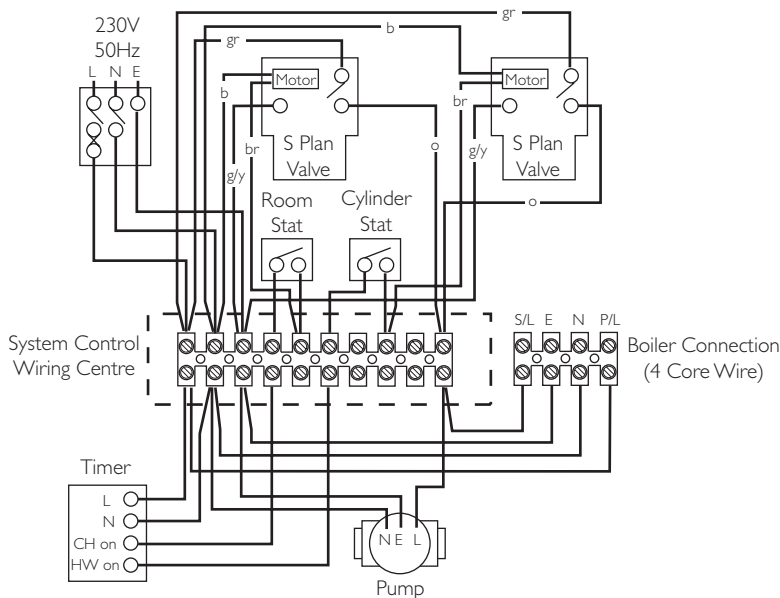 230V
50Hz
L N E
gr
b
gr
Motor
Motor
b
br
S Plan
Valve
S Plan
Valve
br
o
g/y
g/y
o
Room
Stat
Cylinder
Stat
System Control
Wiring Centre
S/L E N P/L
Boiler Connection
(4 Core Wire)
Timer
L
N
CH on
HW on
N E L
Pump